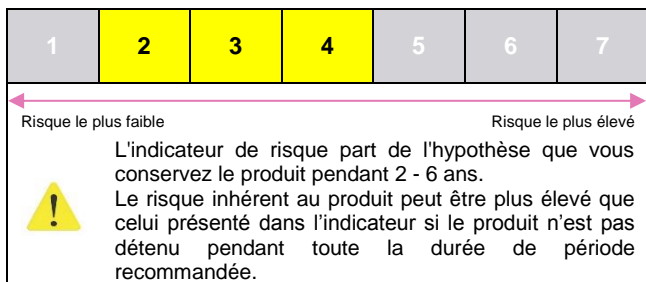 1 2 3 4 5 6 7
Risque le plus faible Risque le plus élevé
L'indicateur de risque part de l'hypothèse que vous
conservez le produit pendant 2 - 6 ans.
Le risque inhérent au produit peut être plus élevé que
celui présenté dans l’indicateur si le produit n’est pas
détenu pendant toute la durée de période
recommandée.